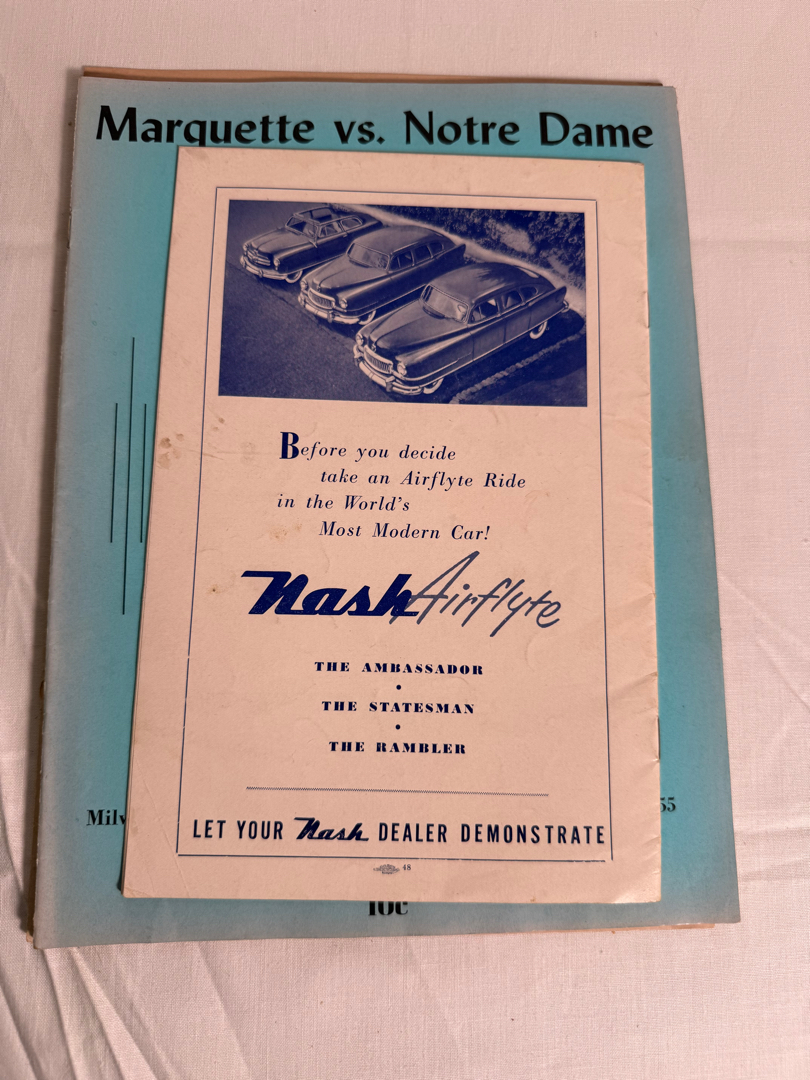 Marquette vs. Notre Dame
Before you decide
take an Airflyte Ride
in the World's
Most Modern Car!
Nash Airflyte
THE AMBASSADOR
•
THE STATESMAN
•
THE RAMBLER
LET YOUR Nash DEALER DEMONSTRATE
48
Milw
55
10c